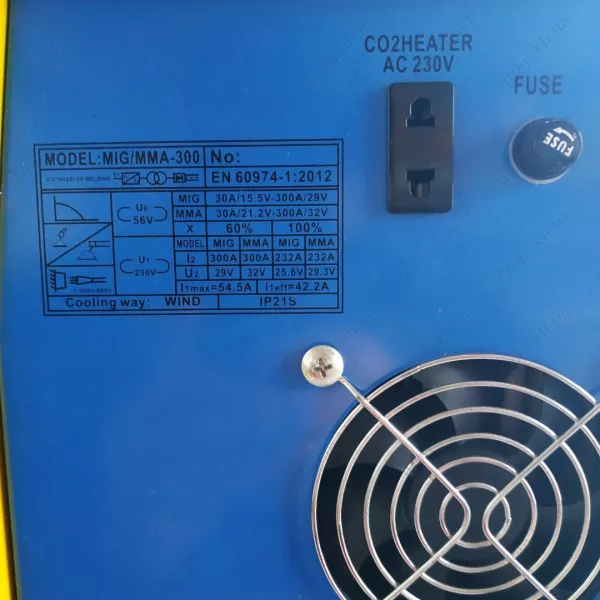 CO2HEATER
AC 230V
FUSE
FUSE
MODEL:MIG/MMA-300 No:
EN 60974-1:2012
U0 56V
MIG 30A/15.5V-300A/29V
MMA 30A/21.2V-300A/32V
X 60% 100%
U1 230V
MODEL MIG MMA MIG MMA
I2 300A 300A 232A 232A
U2 29V 32V 25.6V 29.3V
I1max=54.5A I1eff=42.2A
Cooling way: WIND IP21S